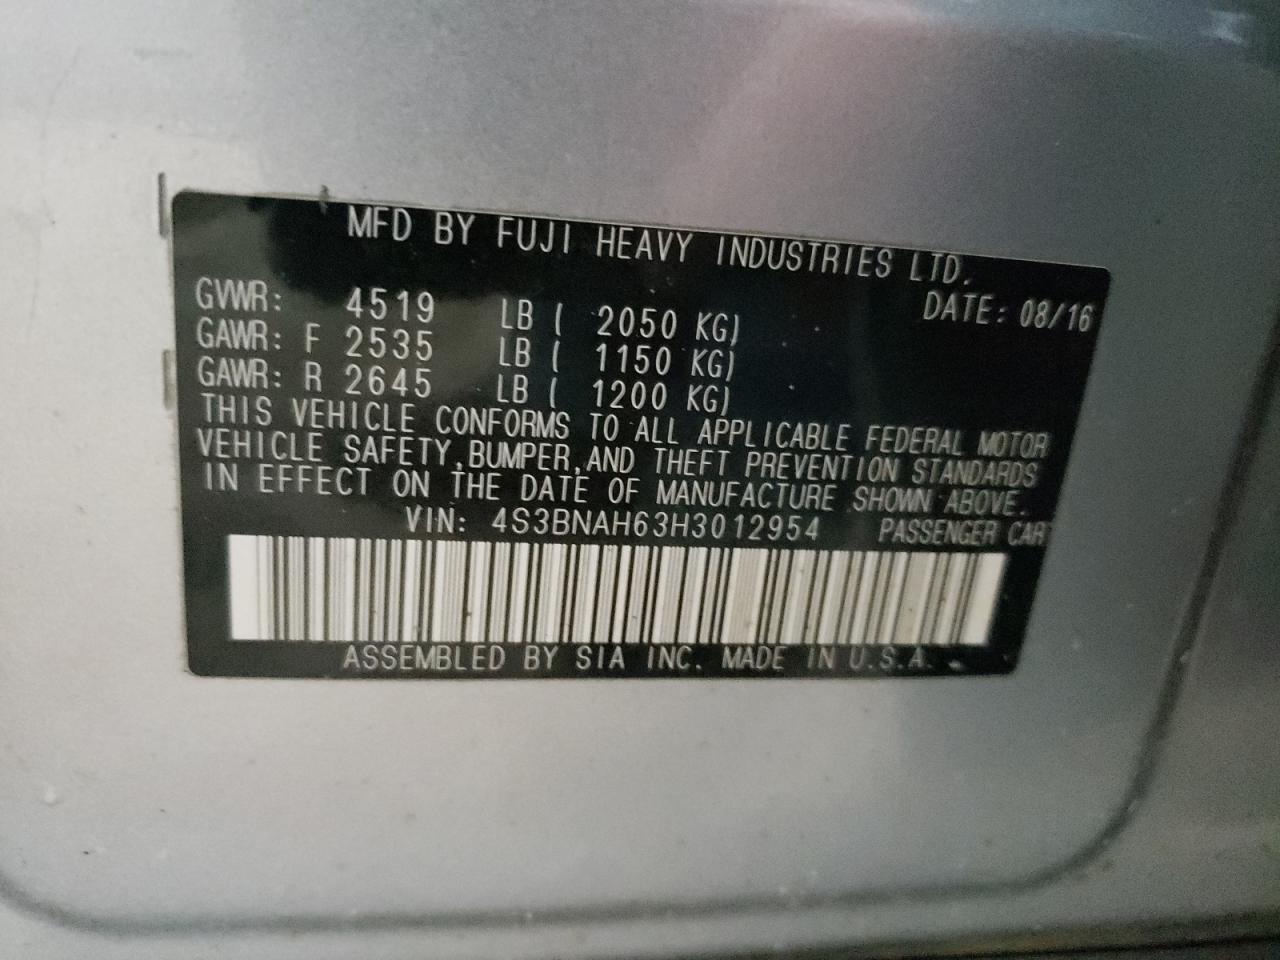 MFD BY FUJI HEAVY INDUSTRIES LTD.
DATE: 08/16
GVWR: 4519 LB ( 2050 KG)
GAWR: F 2535 LB ( 1150 KG)
GAWR: R 2645 LB ( 1200 KG)
THIS VEHICLE CONFORMS TO ALL APPLICABLE FEDERAL MOTOR
VEHICLE SAFETY,BUMPER,AND THEFT PREVENTION STANDARDS
IN EFFECT ON THE DATE OF MANUFACTURE SHOWN ABOVE.
VIN: 4S3BNAH63H3012954 PASSENGER CAR
ASSEMBLED BY SIA INC. MADE IN U.S.A.